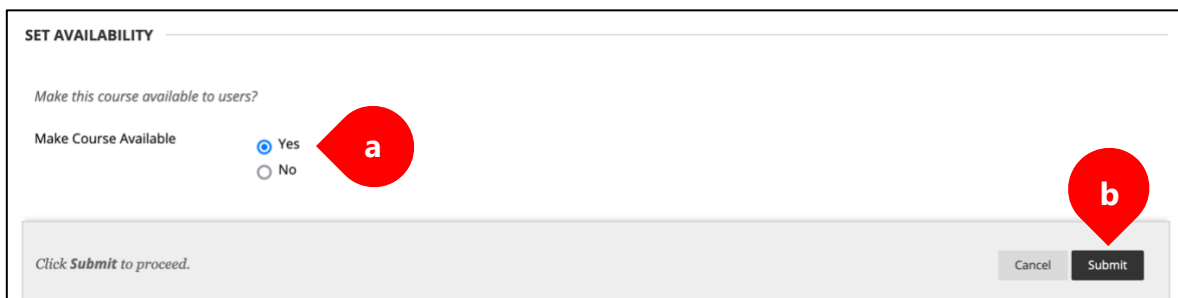 SET AVAILABILITY
Make this course available to users?
Make Course Available
Yes
a
No
b
Click Submit to proceed.
Cancel
Submit